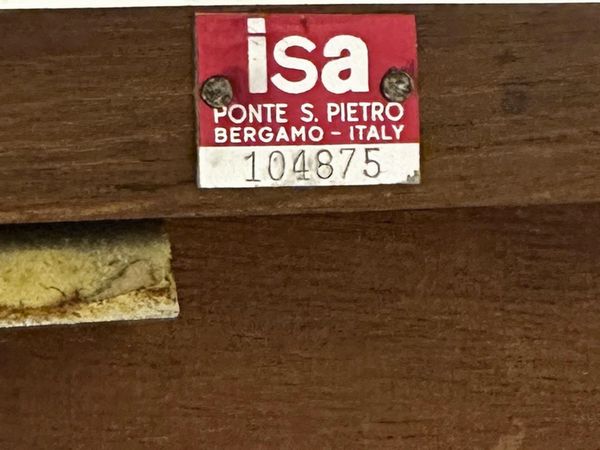 isa
PONTE S. PIETRO
BERGAMO - ITALY
104875